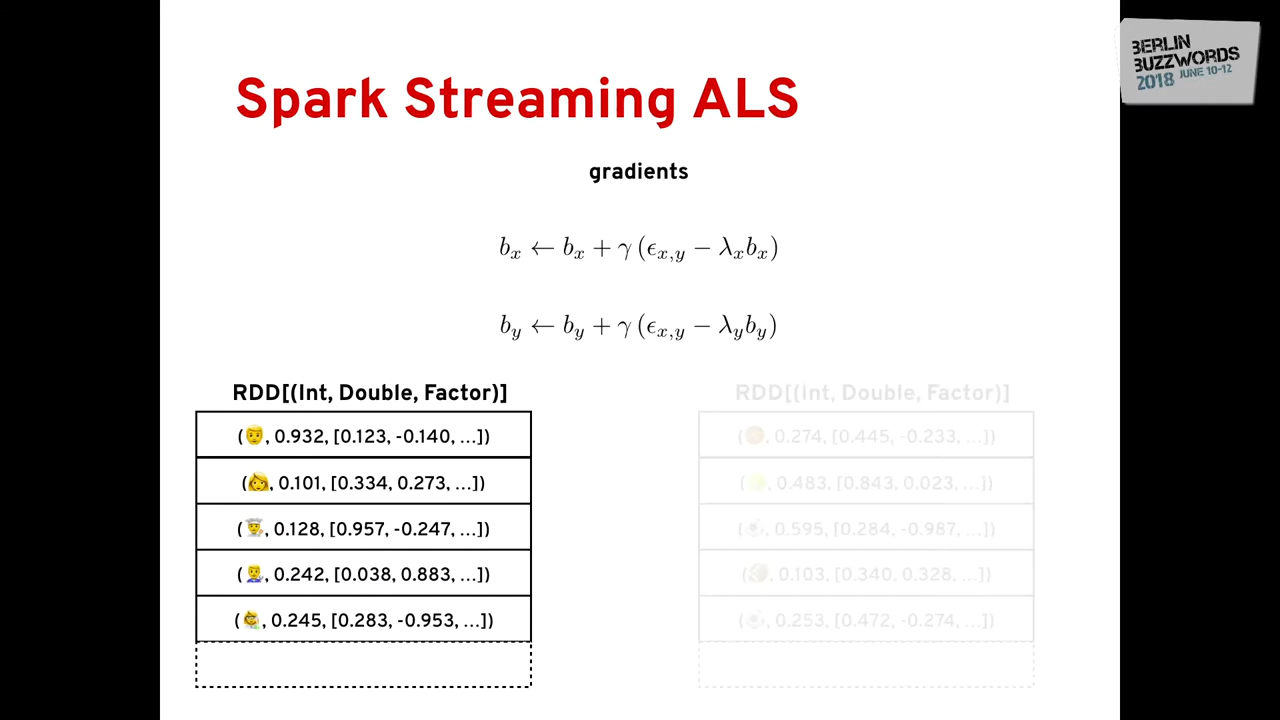 BERLIN
BUZZWORDS
2018 JUNE 10-12
Spark Streaming ALS
gradients
b_x ← b_x + γ (ϵ_{x,y} − λ_x b_x)
b_y ← b_y + γ (ϵ_{x,y} − λ_y b_y)
RDD[(Int, Double, Factor)]
(👨, 0.932, [0.123, -0.140, ...])
(👩, 0.101, [0.334, 0.273, ...])
(👨‍🍳, 0.128, [0.957, -0.247, ...])
(👨‍🔧, 0.242, [0.038, 0.883, ...])
(👩‍🌾, 0.245, [0.283, -0.953, ...])
RDD[(Int, Double, Factor)]
(🏀, 0.274, [0.445, -0.233, ...])
(🎾, 0.483, [0.843, 0.023, ...])
(⚽, 0.595, [0.284, -0.987, ...])
(🏈, 0.103, [0.340, 0.328, ...])
(⚽, 0.253, [0.472, -0.274, ...])